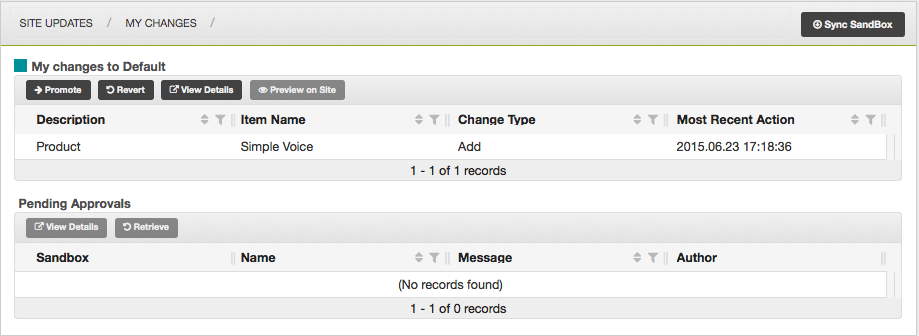 SITE UPDATES / MY CHANGES /
Sync SandBox
My changes to Default
Promote Revert View Details Preview on Site
Description Item Name Change Type Most Recent Action
Product Simple Voice Add 2015.06.23 17:18:36
1 - 1 of 1 records
Pending Approvals
View Details Retrieve
Sandbox Name Message Author
(No records found)
1 - 1 of 0 records